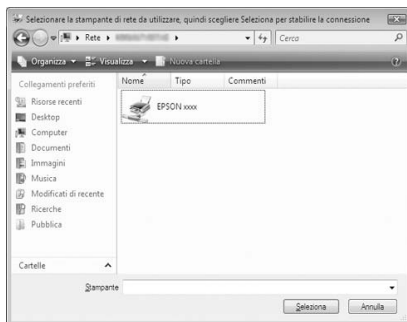 Selezionare la stampante di rete da utilizzare, quindi scegliere Seleziona per stabilire la connessione
Rete
Cerca
Organizza
Visualizza
Nuova cartella
Collegamenti preferiti
Risorse recenti
Desktop
Computer
Documenti
Immagini
Musica
Modificati di recente
Ricerche
Pubblica
Cartelle
Nome Tipo Commenti
EPSON xxxx
Stampante
Seleziona Annulla